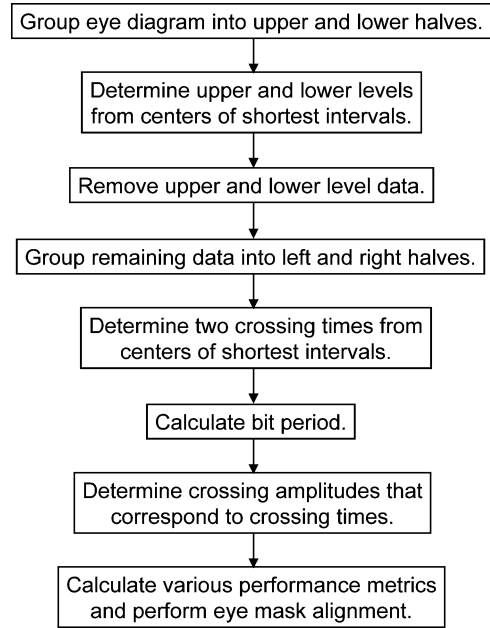 Group eye diagram into upper and lower halves.
Determine upper and lower levels
from centers of shortest intervals.
Remove upper and lower level data.
Group remaining data into left and right halves.
Determine two crossing times from
centers of shortest intervals.
Calculate bit period.
Determine crossing amplitudes that
correspond to crossing times.
Calculate various performance metrics
and perform eye mask alignment.